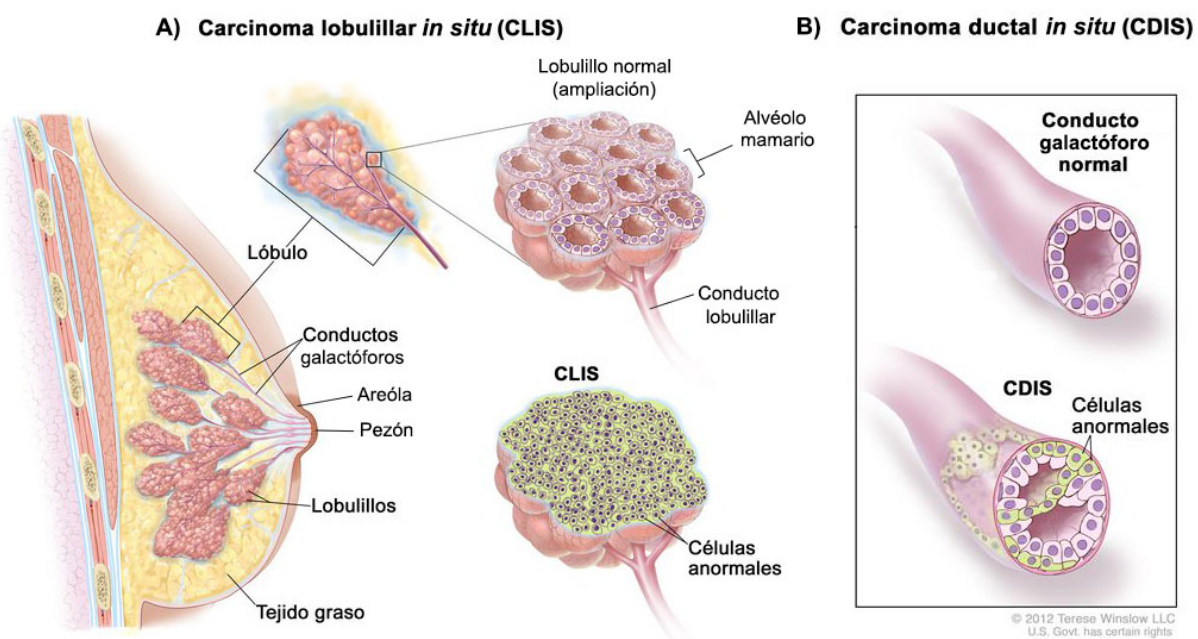 A) Carcinoma lobulillar in situ (CLIS)
Lobulillo normal
(ampliación)
Alvéolo
mamario
Lóbulo
Conducto
lobulillar
Conductos
galactóforos
Areóla
Pezón
Lobulillos
Tejido graso
CLIS
Células
anormales
B) Carcinoma ductal in situ (CDIS)
Conducto
galactóforo
normal
CDIS
Células
anormales
© 2012 Terese Winslow LLC
U.S. Govt. has certain rights